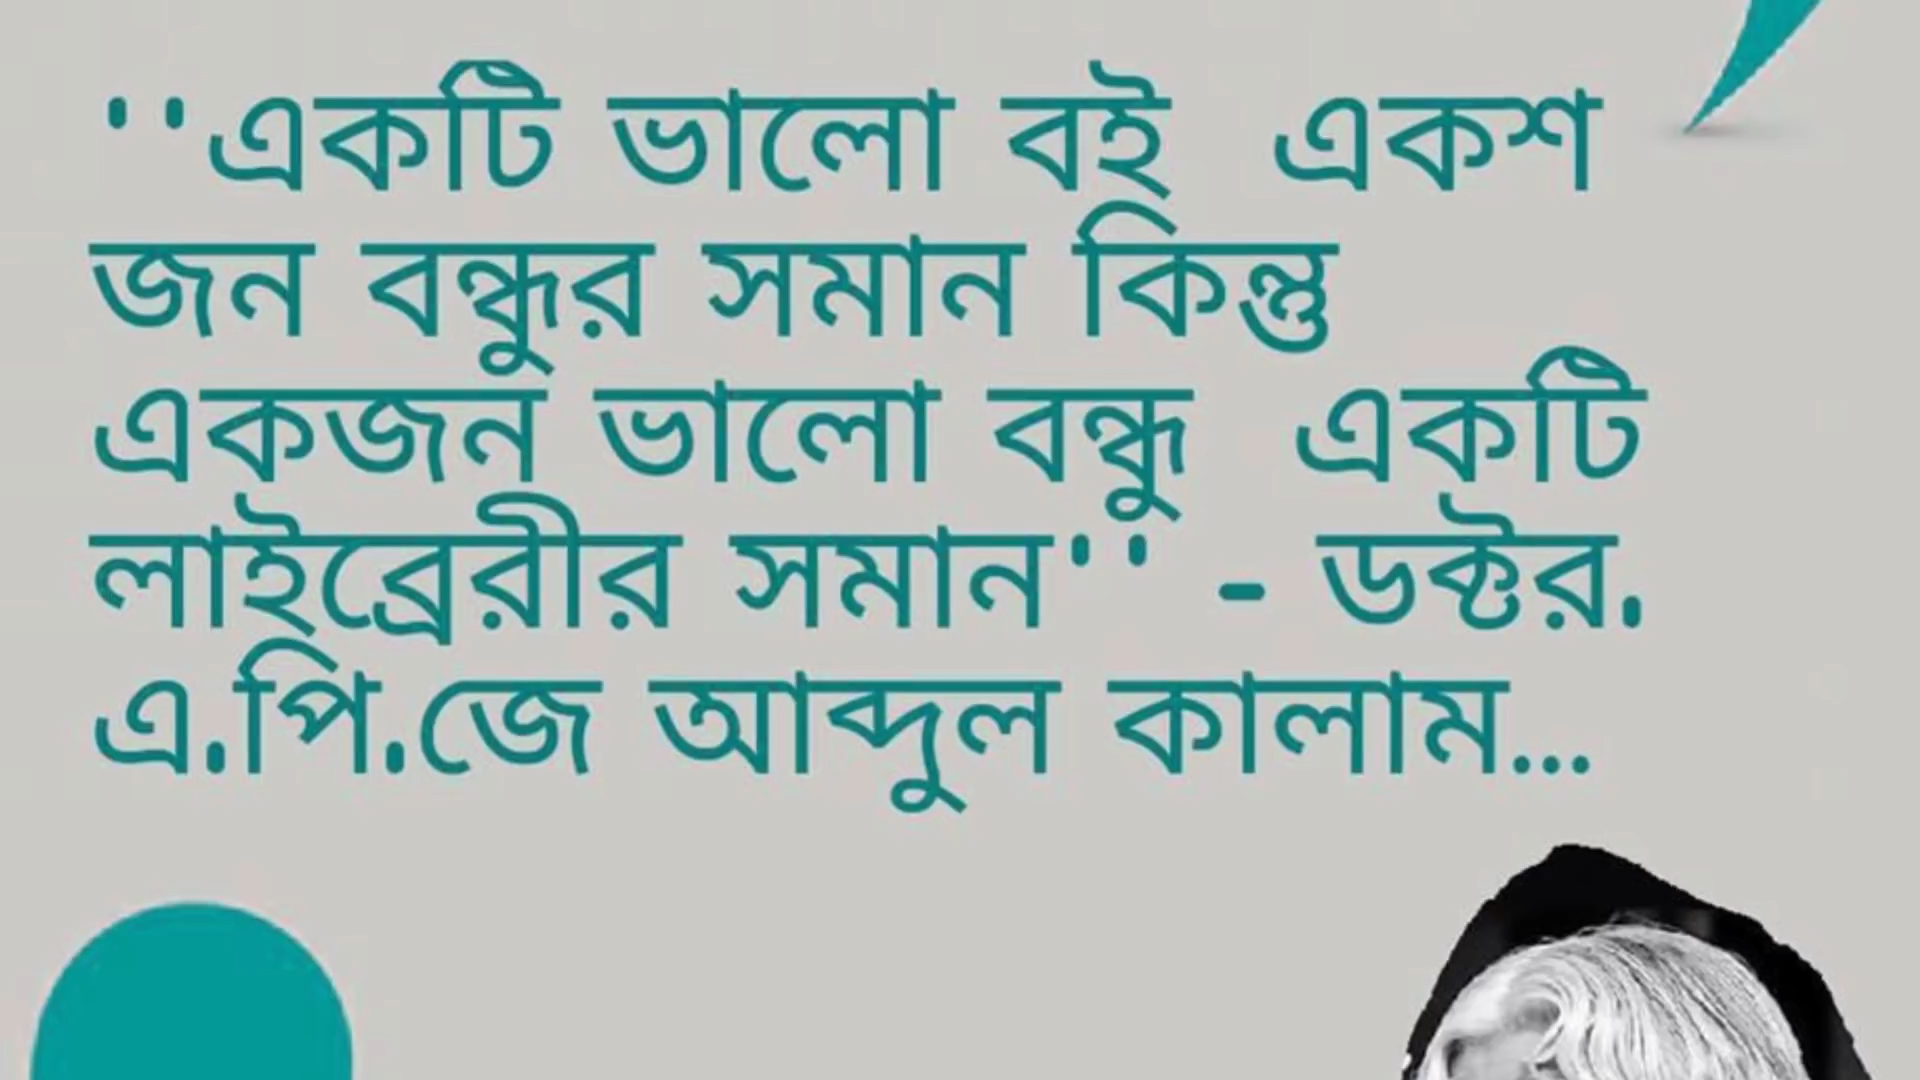 ''একটি ভালো বই  একশ
জন বন্ধুর সমান কিন্তু
একজন ভালো বন্ধু  একটি
লাইব্রেরীর সমান'' - ডক্টর.
এ.পি.জে আব্দুল কালাম...